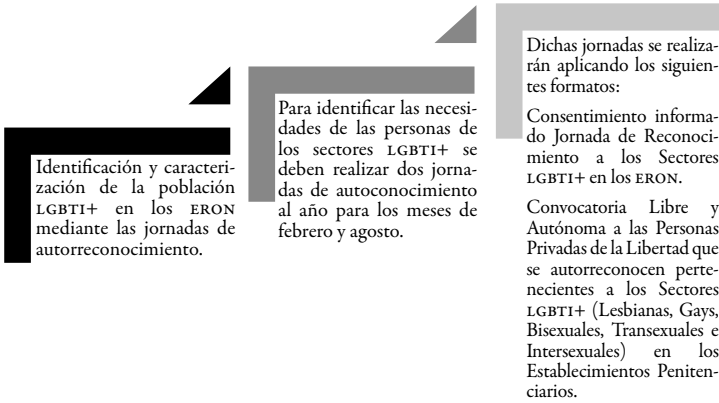 Identificación y caracteri-
zación de la población
LGBTI+ en los ERON
mediante las jornadas de
autorreconocimiento.
Para identificar las necesi-
dades de las personas de
los sectores LGBTI+ se
deben realizar dos jorna-
das de autoconocimiento
al año para los meses de
febrero y agosto.
Dichas jornadas se realiza-
rán aplicando los siguien-
tes formatos:
Consentimiento informa-
do Jornada de Reconoci-
miento a los Sectores
LGBTI+ en los ERON.
Convocatoria Libre y
Autónoma a las Personas
Privadas de la Libertad que
se autorreconocen perte-
necientes a los Sectores
LGBTI+ (Lesbianas, Gays,
Bisexuales, Transexuales e
Intersexuales) en los
Establecimientos Peniten-
ciarios.